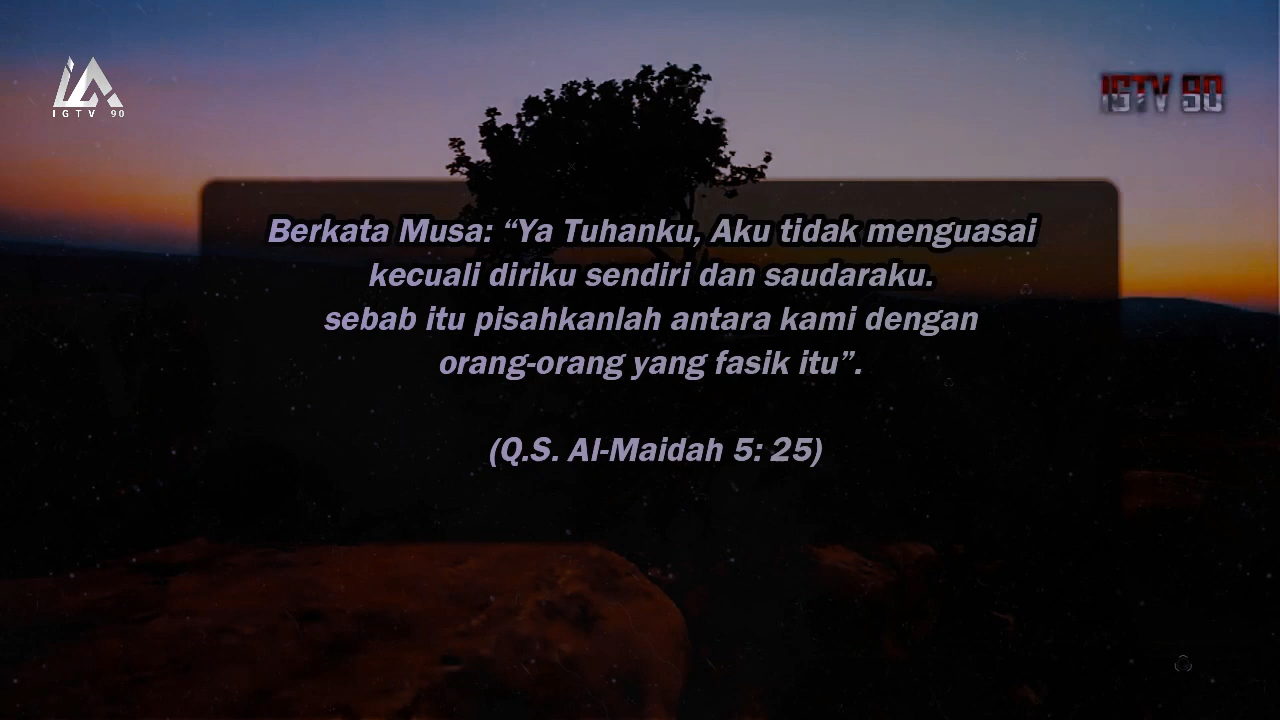 IGTV 90
IGTV 90
Berkata Musa: “Ya Tuhanku, Aku tidak menguasai
kecuali diriku sendiri dan saudaraku.
sebab itu pisahkanlah antara kami dengan
orang-orang yang fasik itu”.
(Q.S. Al-Maidah 5: 25)